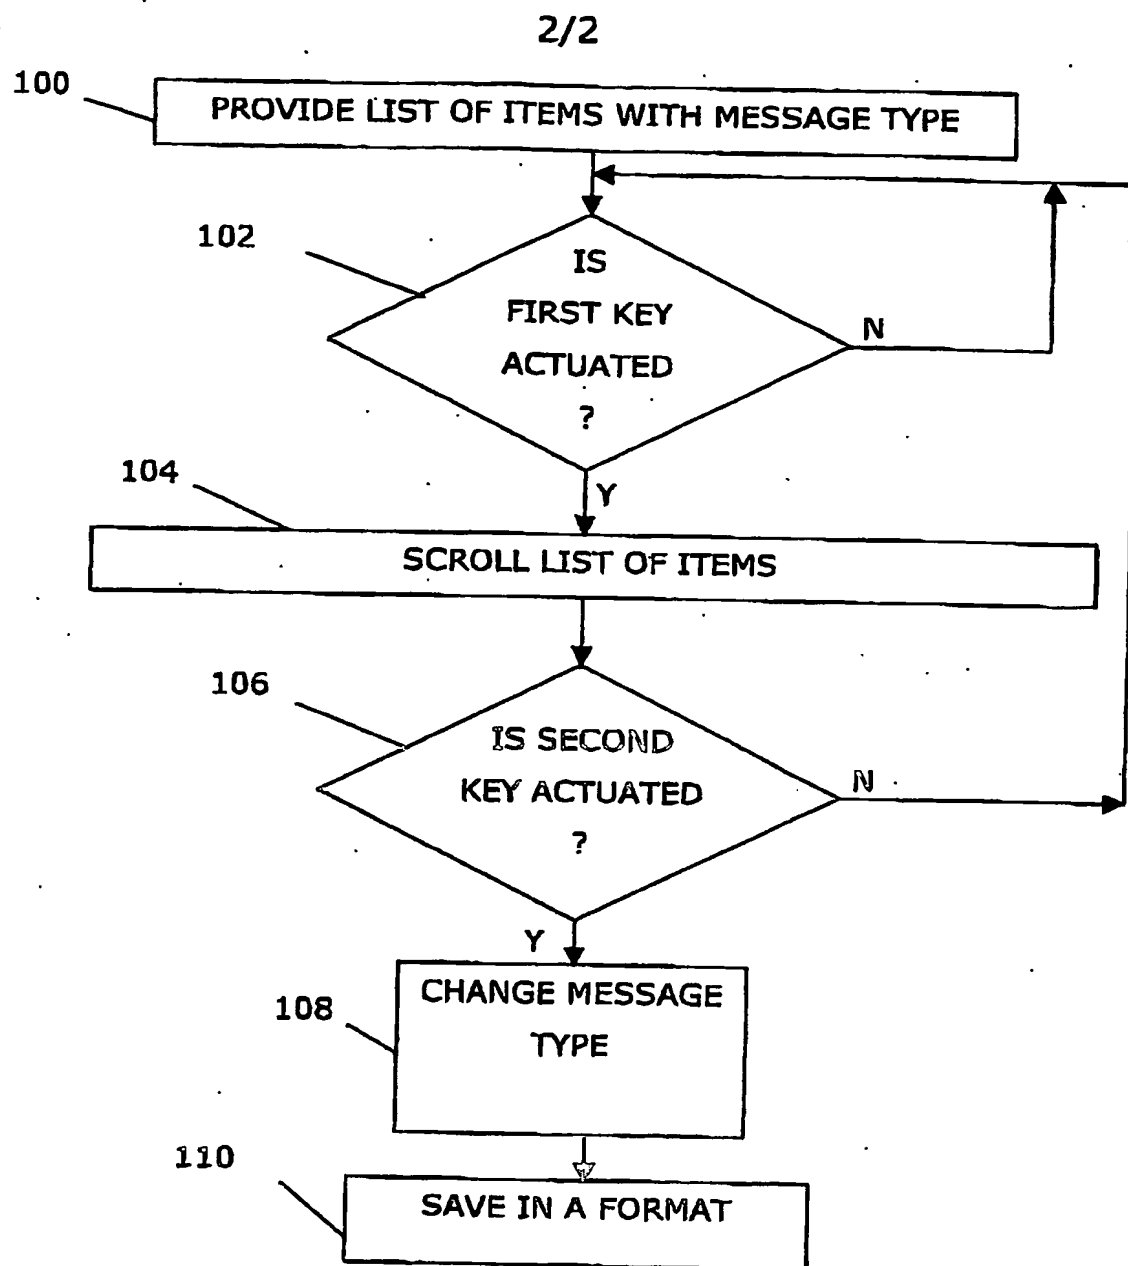 2/2
100
PROVIDE LIST OF ITEMS WITH MESSAGE TYPE
102
IS
FIRST KEY
ACTUATED
?
N
Y
104
SCROLL LIST OF ITEMS
106
IS SECOND
KEY ACTUATED
?
N
Y
108
CHANGE MESSAGE
TYPE
110
SAVE IN A FORMAT